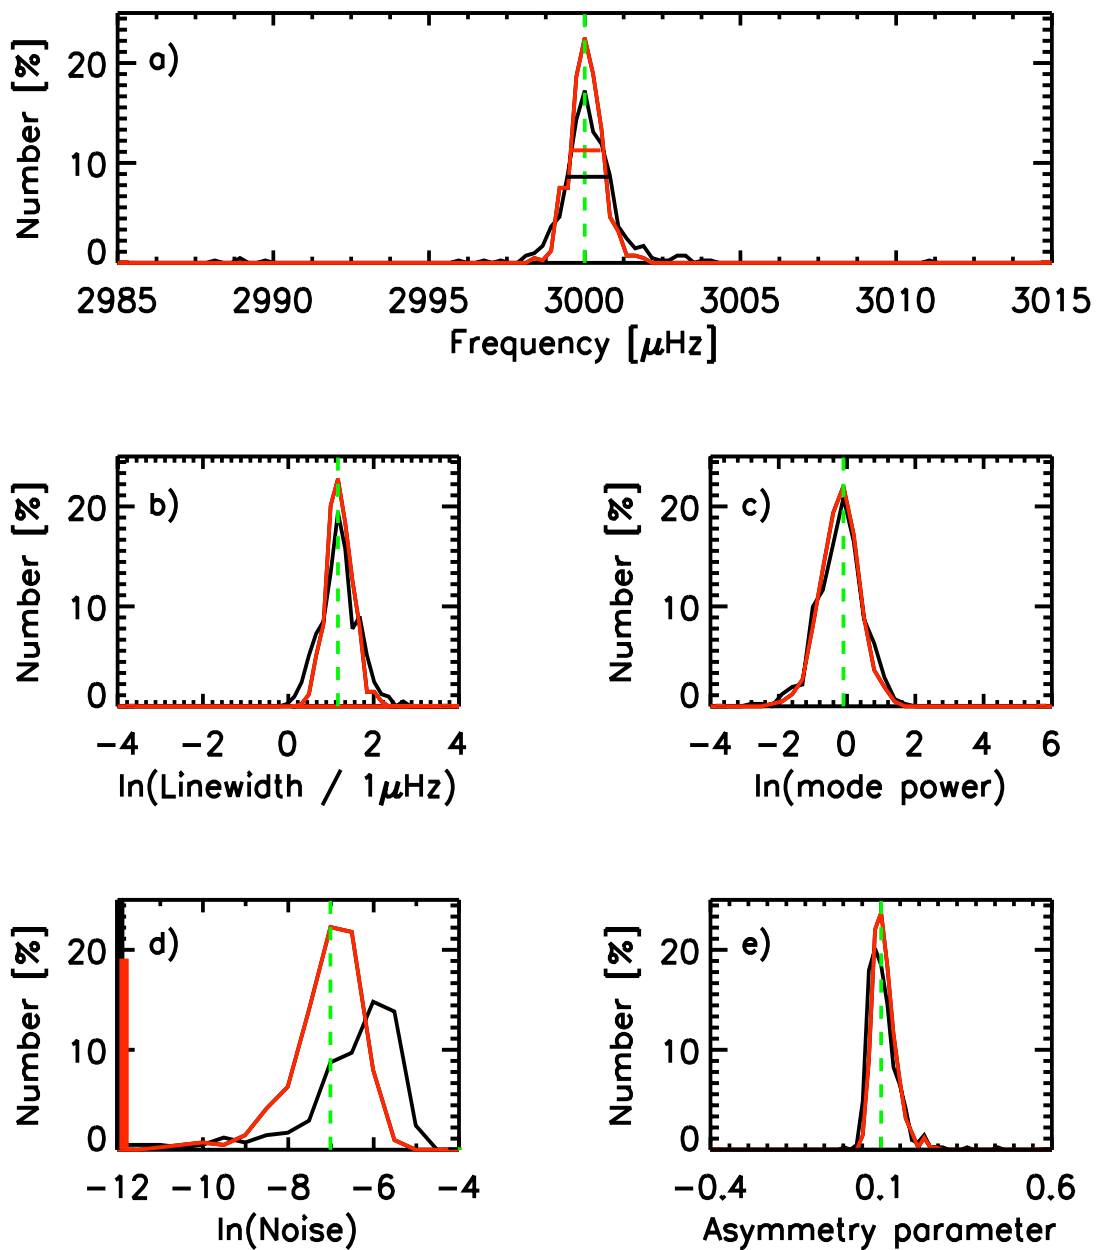 a)
Number [%]
20
10
0
2985 2990 2995 3000 3005 3010 3015
Frequency [μHz]
b)
Number [%]
20
10
0
−4 −2 0 2 4
ln(Linewidth / 1μHz)
c)
Number [%]
20
10
0
−4 −2 0 2 4 6
ln(mode power)
d)
Number [%]
20
10
0
−12 −10 −8 −6 −4
ln(Noise)
e)
Number [%]
20
10
0
−0.4 0.1 0.6
Asymmetry parameter